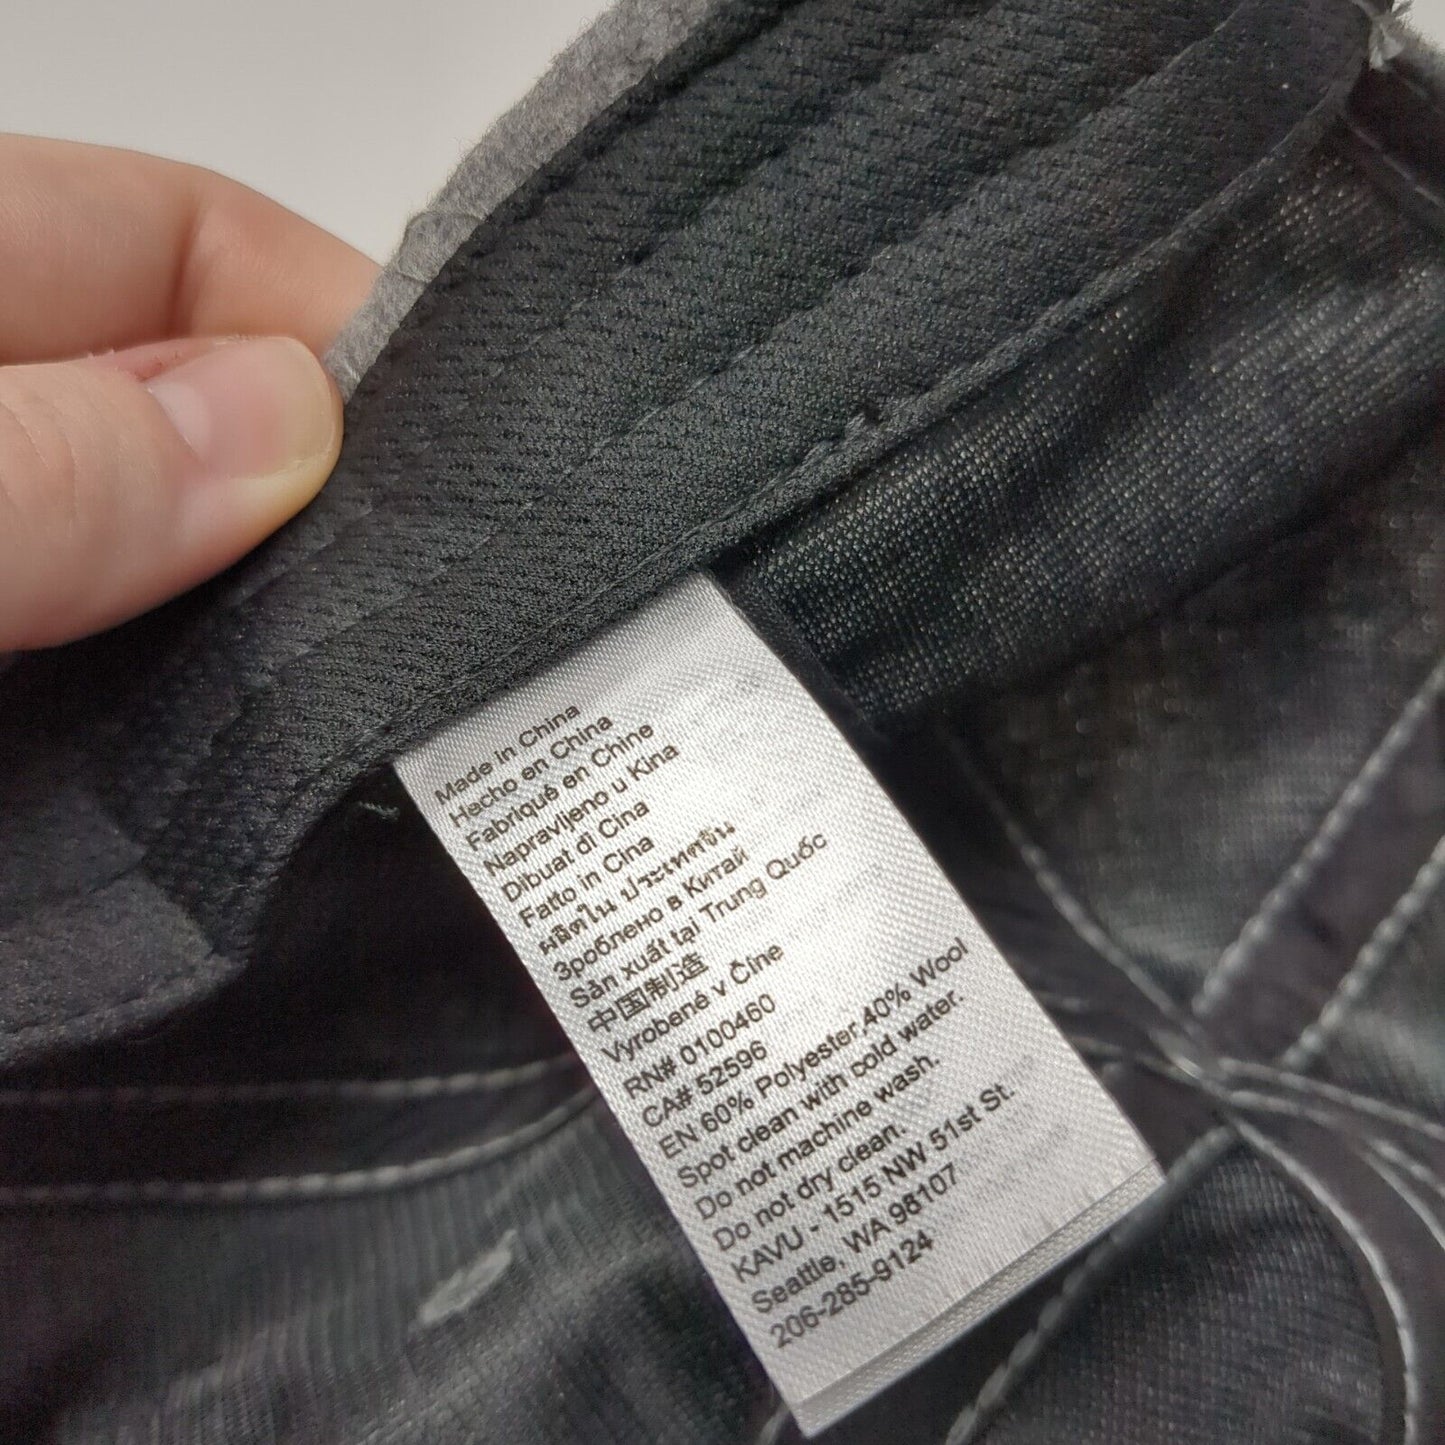 Made in China
Hecho en China
Fabriqué en Chine
Napravljeno u Kina
Dibuat di Cina
Fatto in Cina
ผลิตใน ประเทศจีน
Зроблено в Китай
Sản xuất tại Trung Quốc
中国制造
Vyrobené v Číne
RN# 0100460
CA# 52596
EN 60% Polyester,40% Wool
Spot clean with cold water.
Do not machine wash.
Do not dry clean.
KAVU - 1515 NW 51st St.
Seattle, WA 98107
206-285-9124